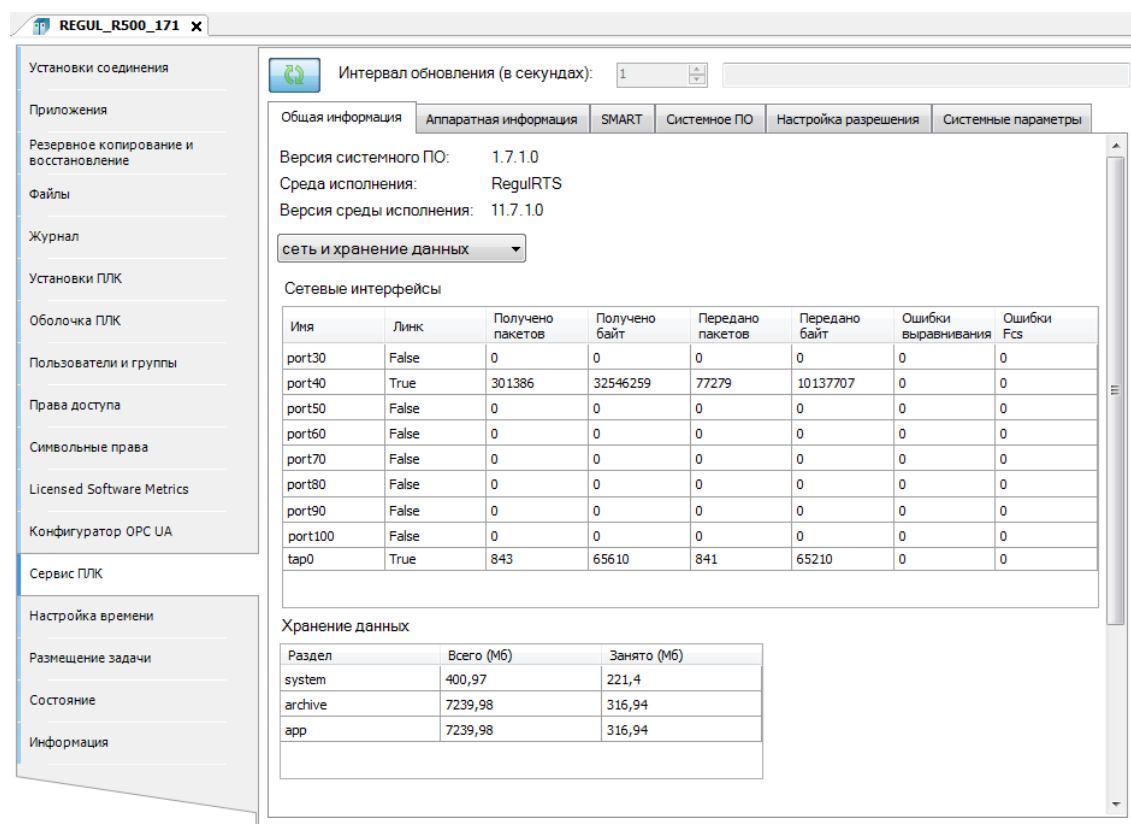 REGUL_R500_171 x
Установки соединения
Приложения
Резервное копирование и
восстановление
Файлы
Журнал
Установки ПЛК
Оболочка ПЛК
Пользователи и группы
Права доступа
Символьные права
Licensed Software Metrics
Конфигуратор OPC UA
Сервис ПЛК
Настройка времени
Размещение задачи
Состояние
Информация
Интервал обновления (в секундах): 1
Общая информация Аппаратная информация SMART Системное ПО Настройка разрешения Системные параметры
Версия системного ПО: 1.7.1.0
Среда исполнения: RegulRTS
Версия среды исполнения: 11.7.1.0
сеть и хранение данных
Сетевые интерфейсы
Имя Линк Получено пакетов Получено байт Передано пакетов Передано байт Ошибки выравнивания Ошибки Fcs
port30 False 0 0 0 0 0 0
port40 True 301386 32546259 77279 10137707 0 0
port50 False 0 0 0 0 0 0
port60 False 0 0 0 0 0 0
port70 False 0 0 0 0 0 0
port80 False 0 0 0 0 0 0
port90 False 0 0 0 0 0 0
port100 False 0 0 0 0 0 0
tap0 True 843 65610 841 65210 0 0
Хранение данных
Раздел Всего (Мб) Занято (Мб)
system 400,97 221,4
archive 7239,98 316,94
app 7239,98 316,94